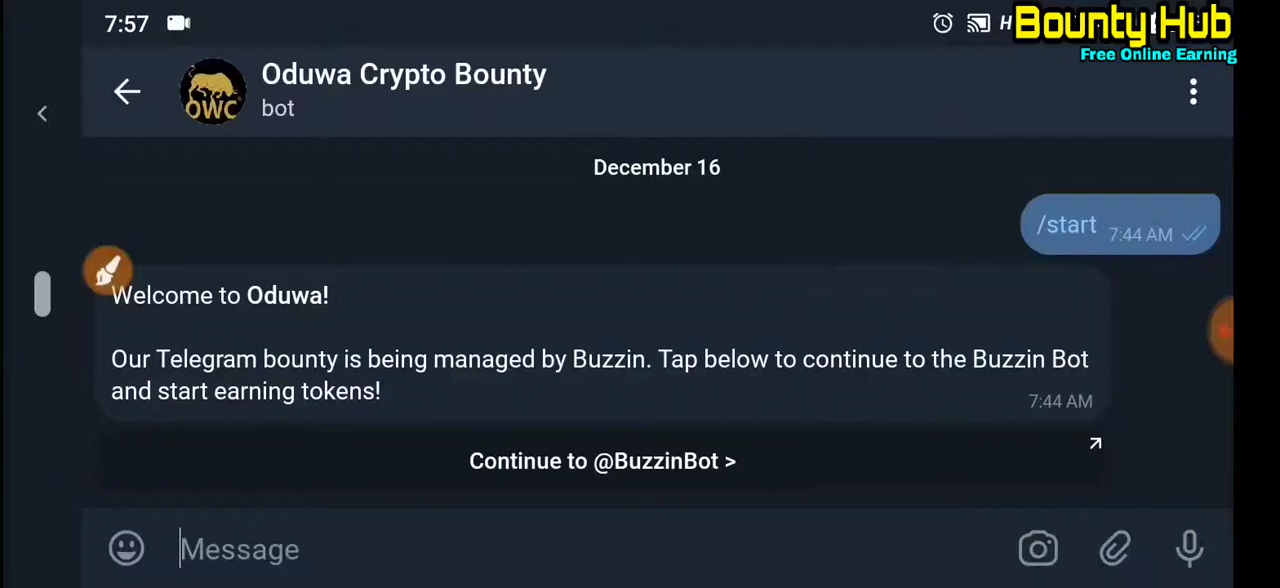 7:57
Bounty Hub
Free Online Earning
Oduwa Crypto Bounty
OWC
bot
December 16
/start 7:44 AM
Welcome to Oduwa!
Our Telegram bounty is being managed by Buzzin. Tap below to continue to the Buzzin Bot
and start earning tokens!
7:44 AM
Continue to @BuzzinBot >
Message